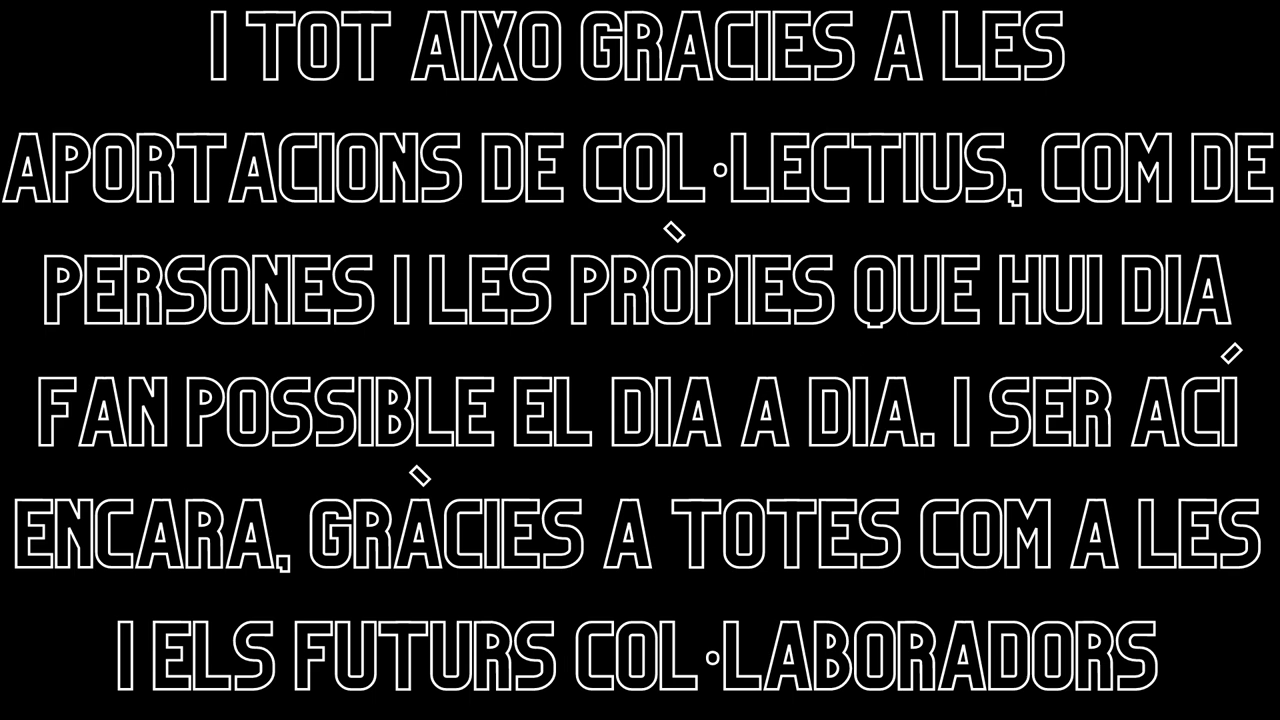 I TOT AIXO GRACIES A LES
APORTACIONS DE COL·LECTIUS, COM DE
PERSONES I LES PRÒPIES QUE HUI DIA
FAN POSSIBLE EL DIA A DIA. I SER ACÍ
ENCARA, GRÀCIES A TOTES COM A LES
I ELS FUTURS COL·LABORADORS